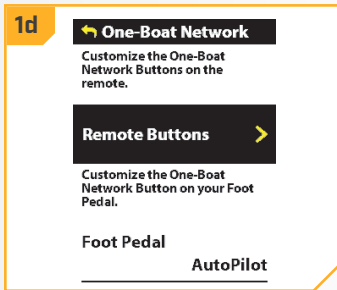 1d
One-Boat Network
Customize the One-Boat
Network Buttons on the
remote.
Remote Buttons
Customize the One-Boat
Network Button on your Foot
Pedal.
Foot Pedal
AutoPilot